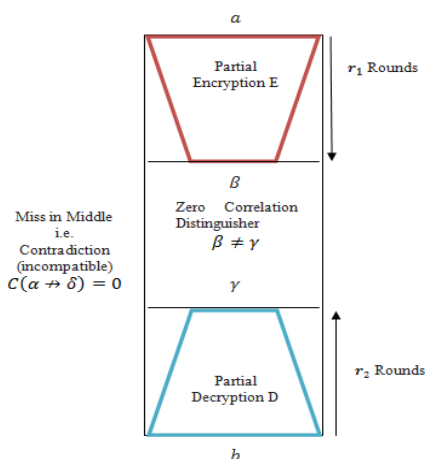 a
Partial
Encryption E
r₁ Rounds
β
Zero Correlation
Distinguisher
β ≠ γ
Miss in Middle
i.e.
Contradiction
(incompatible)
C(α ↛ δ) = 0
γ
Partial
Decryption D
r₂ Rounds
b